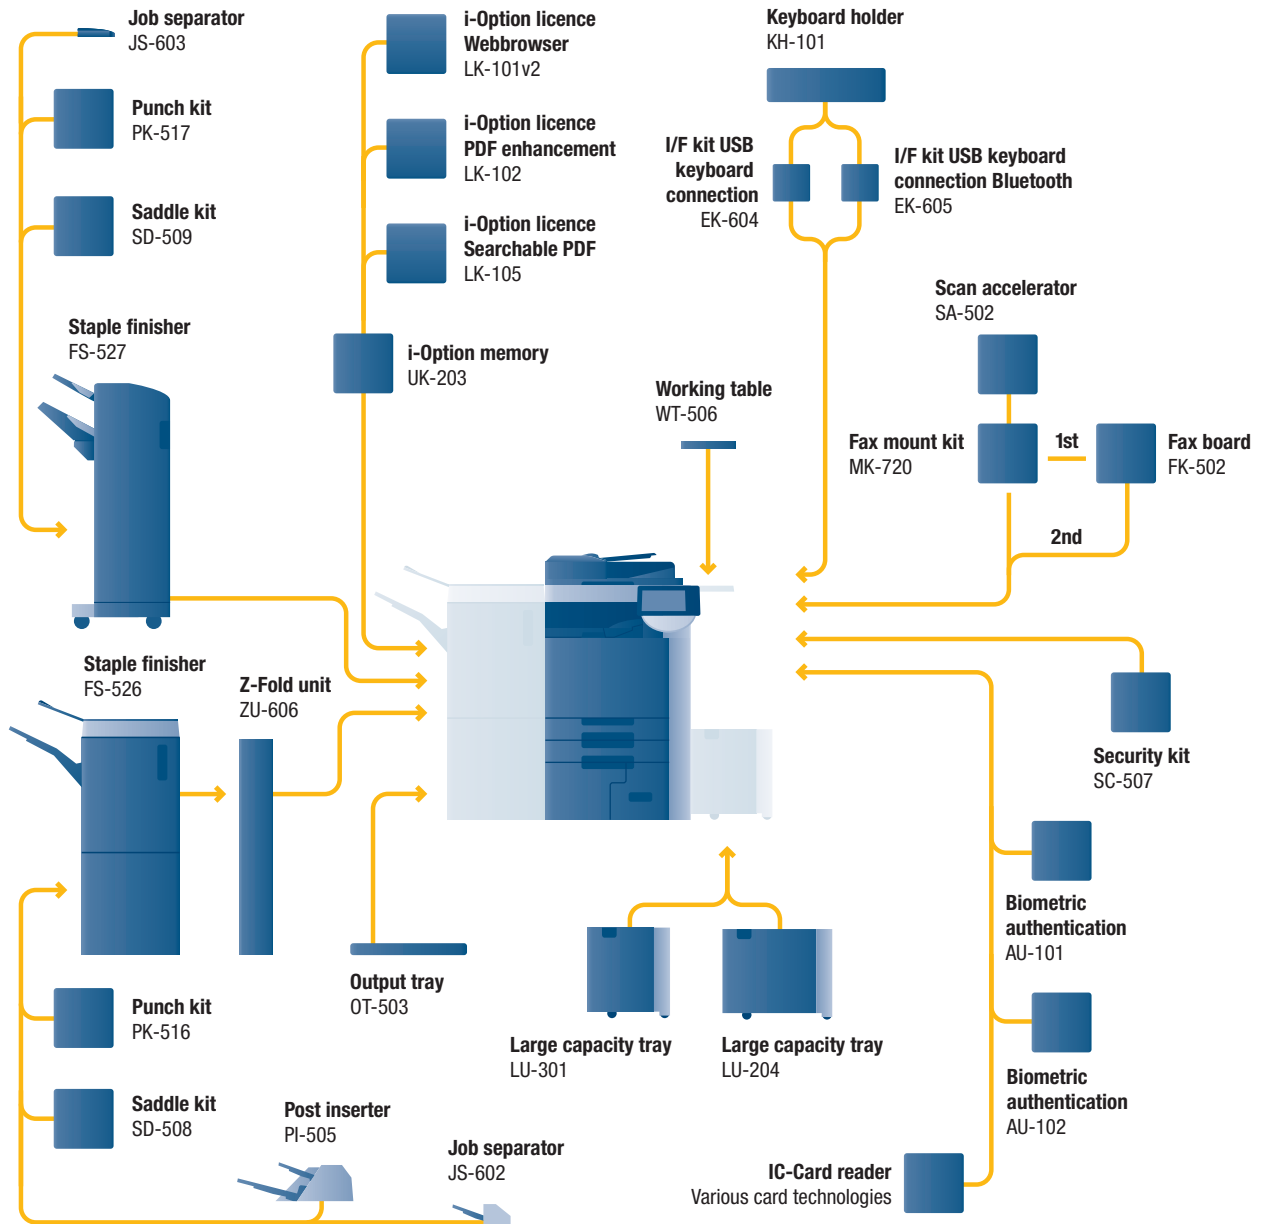 Job separator
JS-603
Punch kit
PK-517
Saddle kit
SD-509
Staple finisher
FS-527
i-Option licence
Webbrowser
LK-101v2
i-Option licence
PDF enhancement
LK-102
i-Option licence
Searchable PDF
LK-105
i-Option memory
UK-203
Keyboard holder
KH-101
I/F kit USB
keyboard
connection
EK-604
I/F kit USB keyboard
connection Bluetooth
EK-605
Working table
WT-506
Scan accelerator
SA-502
Fax mount kit
MK-720
1st
Fax board
FK-502
2nd
Staple finisher
FS-526
Z-Fold unit
ZU-606
Security kit
SC-507
Output tray
OT-503
Large capacity tray
LU-301
Large capacity tray
LU-204
Biometric
authentication
AU-101
Biometric
authentication
AU-102
Punch kit
PK-516
Saddle kit
SD-508
Post inserter
PI-505
Job separator
JS-602
IC-Card reader
Various card technologies